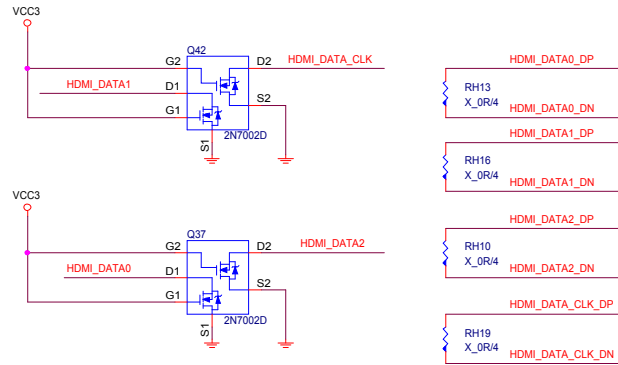 VCC3
Q42
G2
D2
HDMI_DATA_CLK
HDMI_DATA1
D1
G1
S2
S1
2N7002D
VCC3
Q37
G2
D2
HDMI_DATA2
HDMI_DATA0
D1
G1
S2
S1
2N7002D
HDMI_DATA0_DP
RH13
X_0R/4
HDMI_DATA0_DN
HDMI_DATA1_DP
RH16
X_0R/4
HDMI_DATA1_DN
HDMI_DATA2_DP
RH10
X_0R/4
HDMI_DATA2_DN
HDMI_DATA_CLK_DP
RH19
X_0R/4
HDMI_DATA_CLK_DN